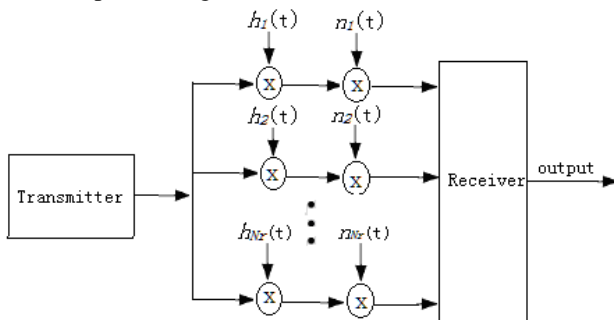 h1(t) n1(t)
x x
h2(t) n2(t)
Transmitter
x x
Receiver
output
hNr(t) nNr(t)
x x